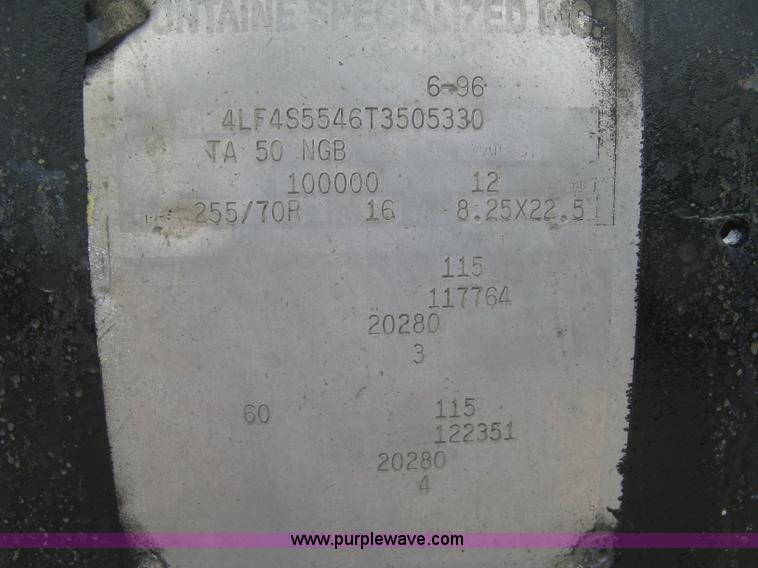 ONTAINE SPECIALIZED INC.
6-96
4LF4S5546T3505330
TA 50 NGB
100000 12
255/70R 16 8.25X22.5
115
117764
20280
3
60 115
122351
20280
4
www.purplewave.com